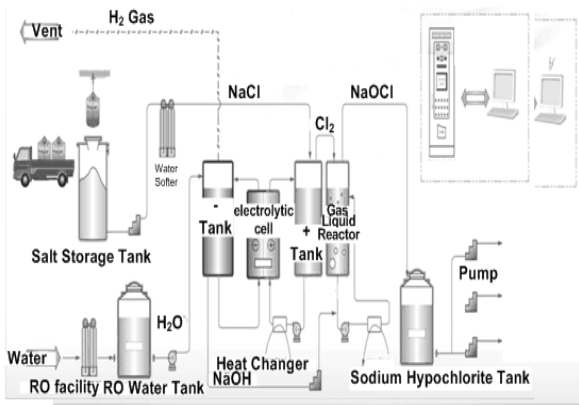 H2 Gas
Vent
NaCl
NaOCl
Cl2
Water
Softer
-
Tank
electrolytic
cell
+
Tank
Gas
Liquid
Reactor
Salt Storage Tank
Pump
H2O
Water
RO facility
RO Water Tank
Heat Changer
NaOH
Sodium Hypochlorite Tank